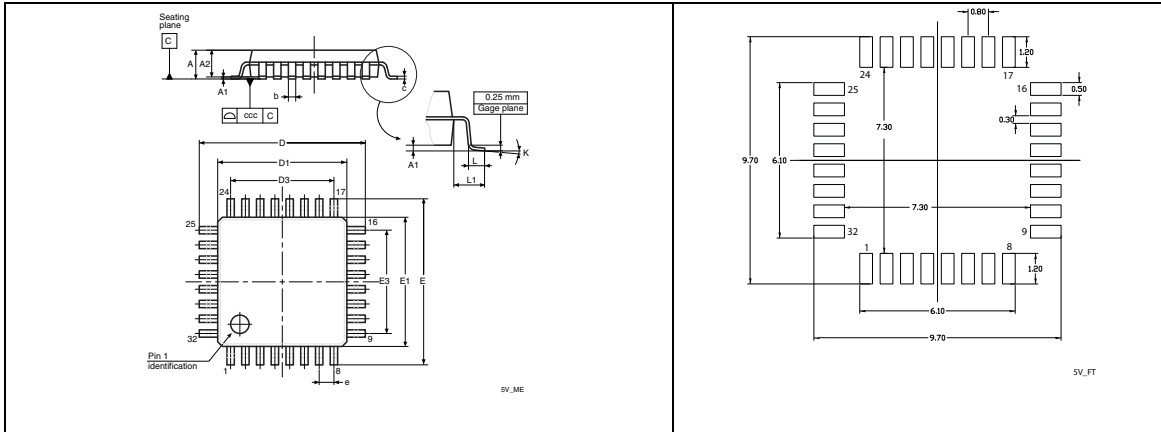 Seating
plane
C
A
A2
A1
b
c
ccc C
0.25 mm
Gage plane
A1
L
L1
K
D
D1
D3
24
17
25
16
E3
E1
E
32
9
Pin 1
identification
1
8
e
5V_ME
0.80
1.20
24
17
25
16
0.50
0.30
7.30
9.70
6.10
7.30
32
9
1
8
1.20
6.10
9.70
5V_FT